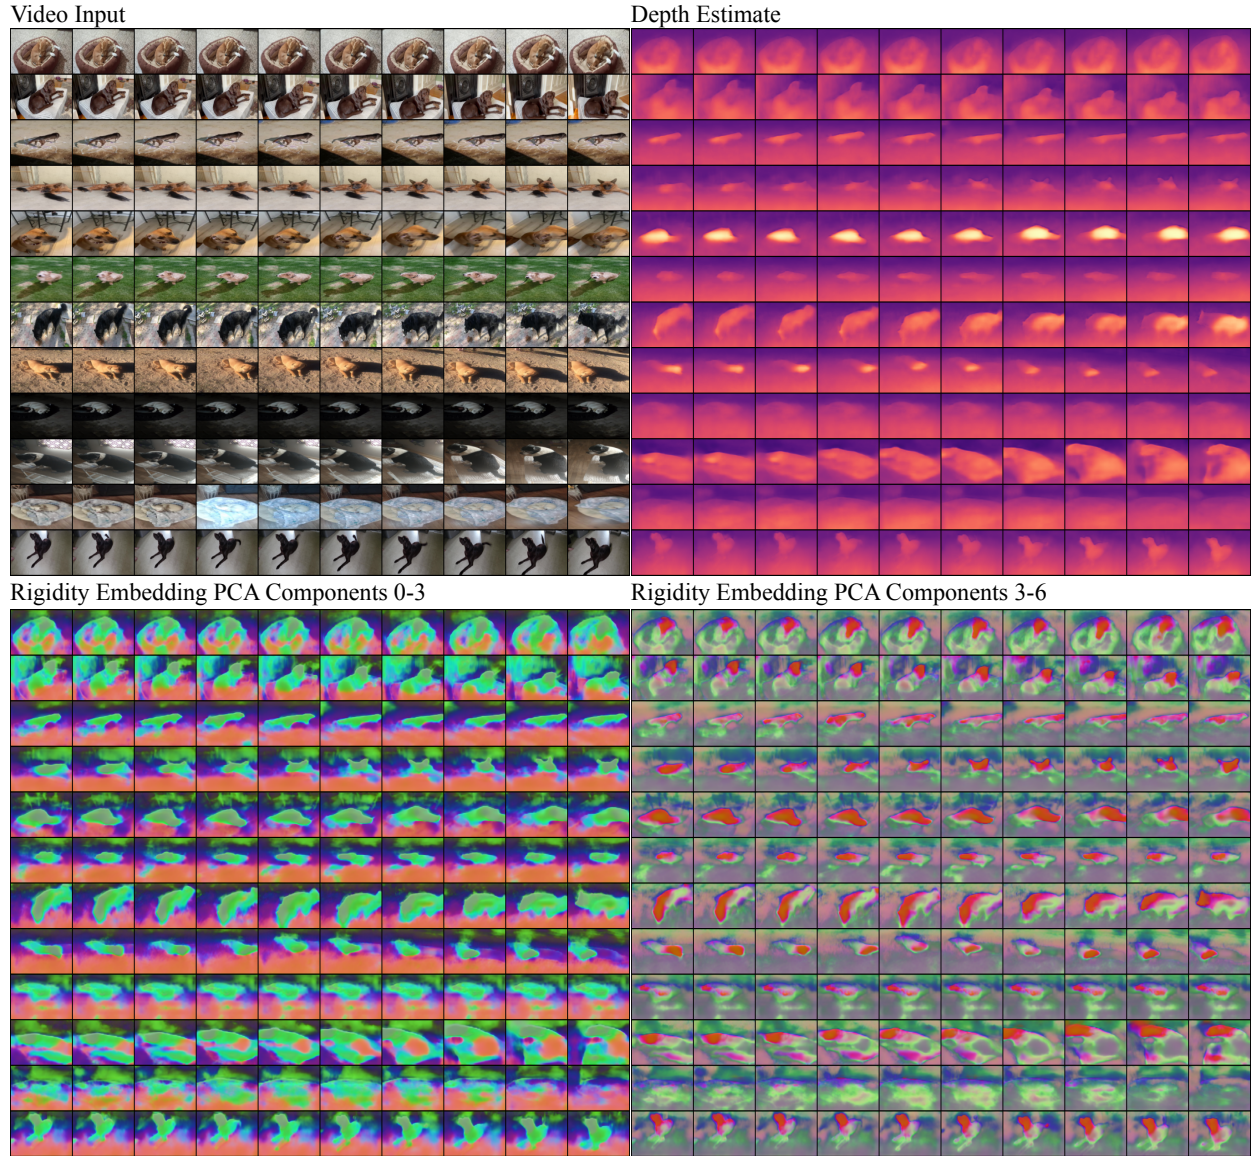 Video Input
Depth Estimate
Rigidity Embedding PCA Components 0-3
Rigidity Embedding PCA Components 3-6